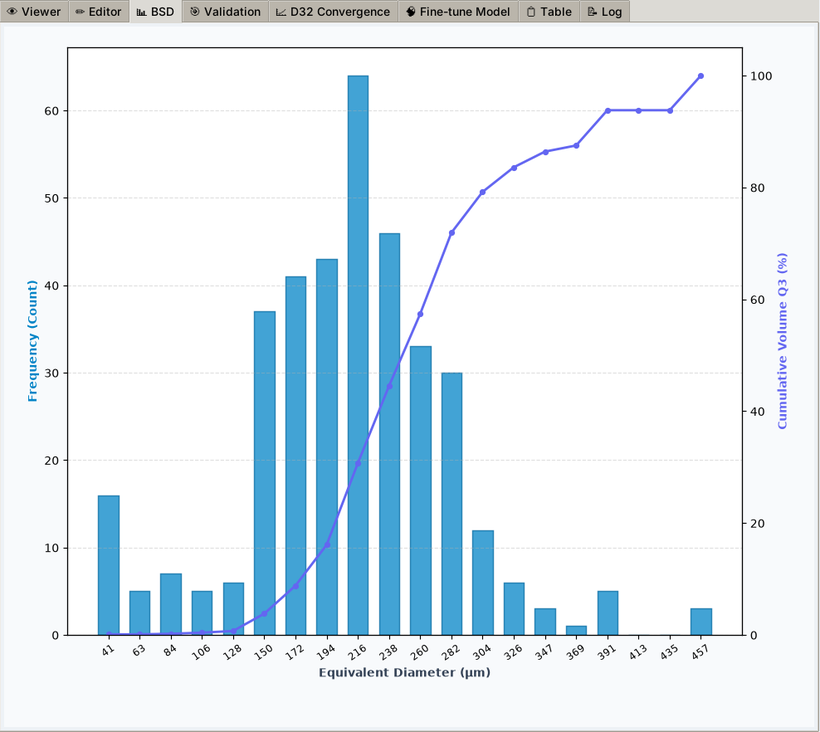 Viewer Editor BSD Validation D32 Convergence Fine-tune Model Table Log
60
50
40
30
20
10
0
Frequency (Count)
100
80
60
40
20
0
Cumulative Volume Q3 (%)
41 63 84 106 128 150 172 194 216 238 260 282 304 326 347 369 391 413 435 457
Equivalent Diameter (μm)